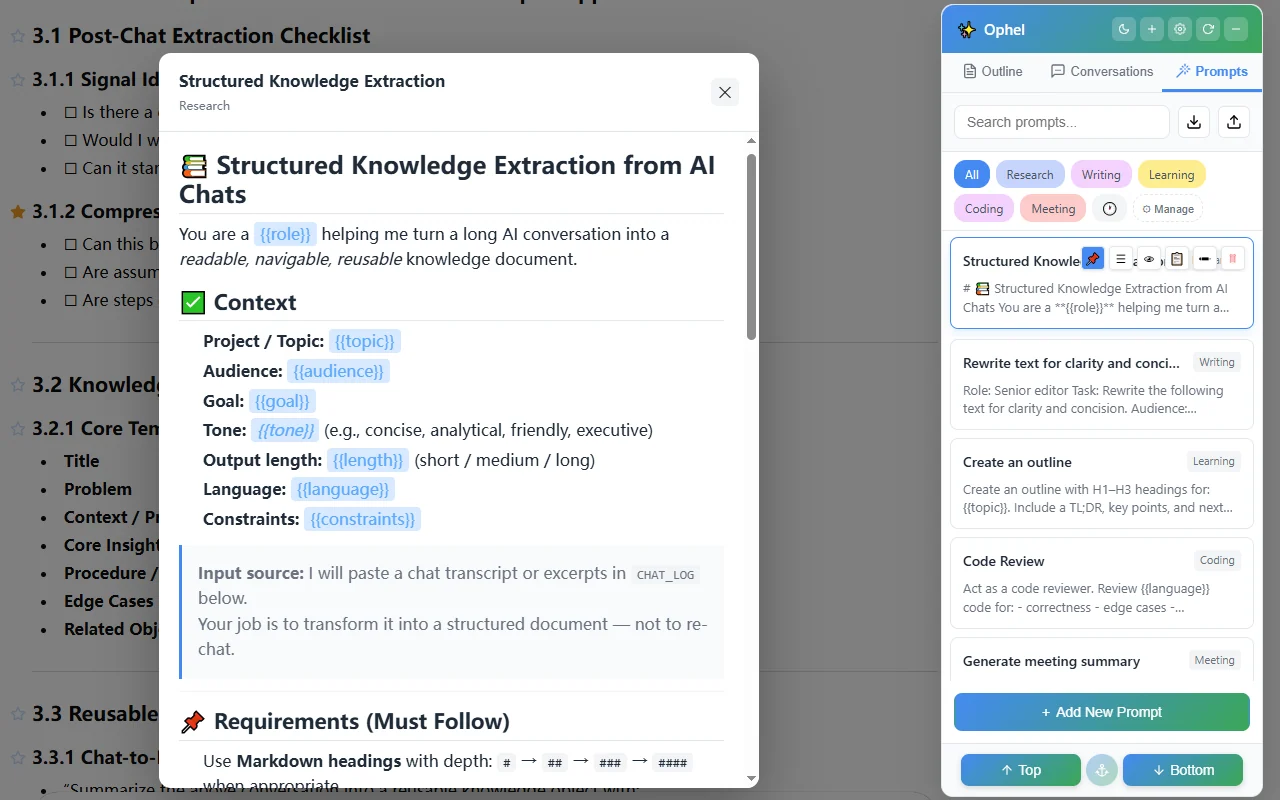 3.1 Post-Chat Extraction Checklist
3.1.1 Signal Id
Is there a
Would I w
Can it star
3.1.2 Compres
Can this b
Are assum
Are steps
3.2 Knowledg
3.2.1 Core Tem
Title
Problem
Context / Pr
Core Insight
Procedure /
Edge Cases
Related Obj
3.3 Reusable
3.3.1 Chat-to-
"Summarize the above conversation into a reusable knowledge object with:
Structured Knowledge Extraction
Research
📚 Structured Knowledge Extraction from AI
Chats
You are a {{role}} helping me turn a long AI conversation into a
readable, navigable, reusable knowledge document.
✅ Context
Project / Topic: {{topic}}
Audience: {{audience}}
Goal: {{goal}}
Tone: {{tone}} (e.g., concise, analytical, friendly, executive)
Output length: {{length}} (short / medium / long)
Language: {{language}}
Constraints: {{constraints}}
Input source: I will paste a chat transcript or excerpts in CHAT_LOG
below.
Your job is to transform it into a structured document — not to re-
chat.
📌 Requirements (Must Follow)
Use Markdown headings with depth: # → ## → ### → ####
when appropriate
Ophel
Outline
Conversations
Prompts
Search prompts...
All
Research
Writing
Learning
Coding
Meeting
Manage
Structured Knowle
# 📚 Structured Knowledge Extraction from AI
Chats You are a **{{role}}** helping me turn a...
Rewrite text for clarity and conci...
Writing
Role: Senior editor Task: Rewrite the following
text for clarity and concision. Audience:...
Create an outline
Learning
Create an outline with H1–H3 headings for:
{{topic}}. Include a TL;DR, key points, and next...
Code Review
Coding
Act as a code reviewer. Review {{language}}
code for: - correctness - edge cases -...
Generate meeting summary
Meeting
+ Add New Prompt
↑ Top
↓ Bottom